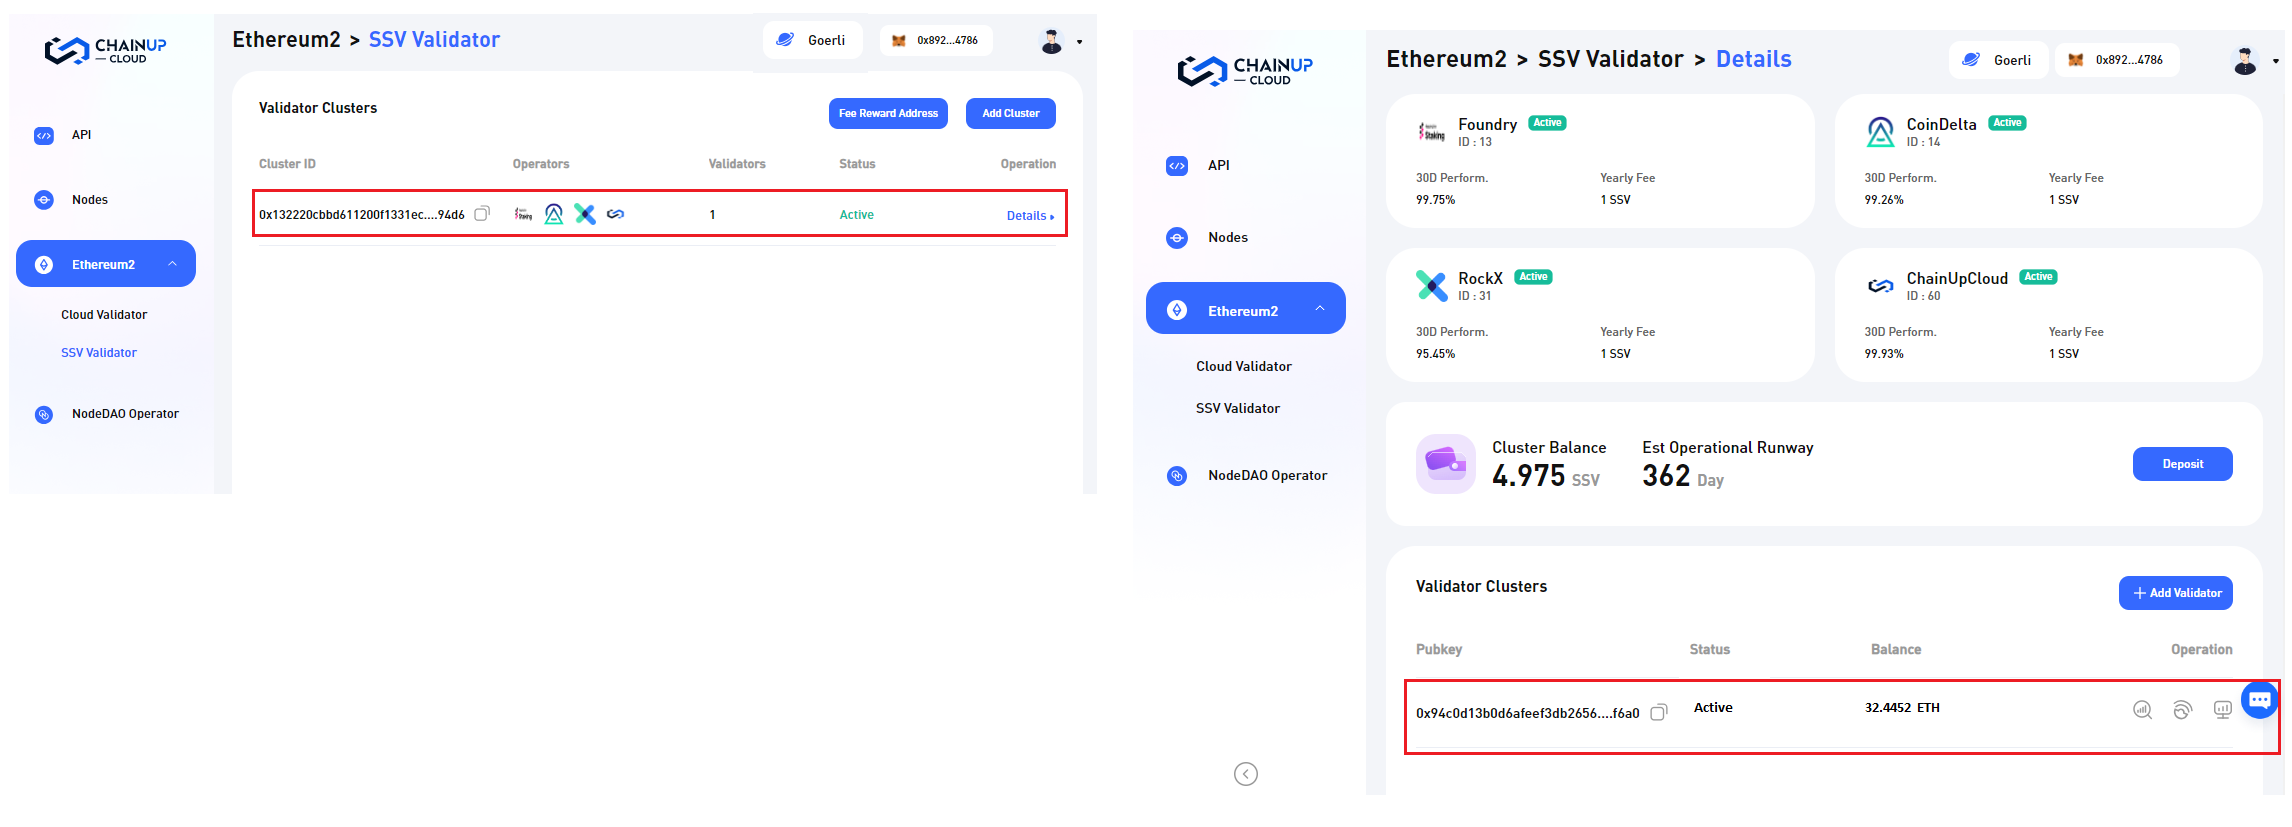 CHAINUP
CLOUD
API
Nodes
Ethereum2
Cloud Validator
SSV Validator
NodeDAO Operator
Ethereum2 > SSV Validator
Goerli
0x892...4786
Validator Clusters
Fee Reward Address
Add Cluster
Cluster ID Operators Validators Status Operation
0x132220cbbd611200f1331ec....94d6 Staking 1 Active Details
CHAINUP
CLOUD
API
Nodes
Ethereum2
Cloud Validator
SSV Validator
NodeDAO Operator
Ethereum2 > SSV Validator > Details
Goerli
0x892...4786
Staking
Foundry Active
ID : 13
30D Perform. Yearly Fee
99.75% 1 SSV
CoinDelta Active
ID : 14
30D Perform. Yearly Fee
99.26% 1 SSV
RockX Active
ID : 31
30D Perform. Yearly Fee
95.45% 1 SSV
ChainUpCloud Active
ID : 60
30D Perform. Yearly Fee
99.93% 1 SSV
Cluster Balance Est Operational Runway
4.975 SSV 362 Day
Deposit
Validator Clusters
+ Add Validator
Pubkey Status Balance Operation
0x94c0d13b0d6afeef3db2656....f6a0 Active 32.4452 ETH